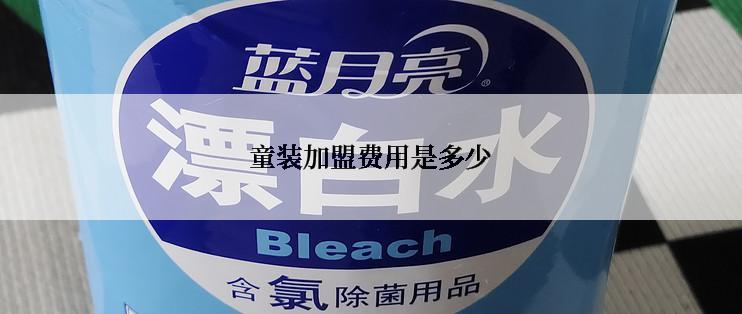 蓝月亮®
漂白水
童装加盟费用是多少
Bleach
含氯除菌用品